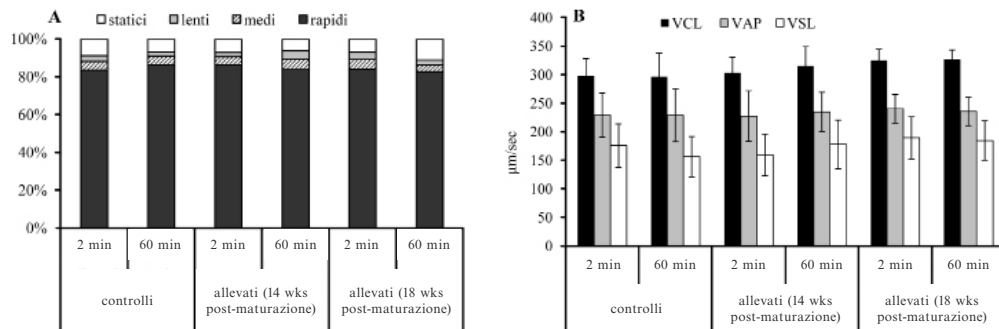 A
statici lenti medi rapidi
100%
80%
60%
40%
20%
0%
2 min 60 min 2 min 60 min 2 min 60 min
controlli allevati (14 wks post-maturazione) allevati (18 wks post-maturazione)
B
VCL VAP VSL
µm/sec
400
350
300
250
200
150
100
50
0
2 min 60 min 2 min 60 min 2 min 60 min
controlli allevati (14 wks post-maturazione) allevati (18 wks post-maturazione)